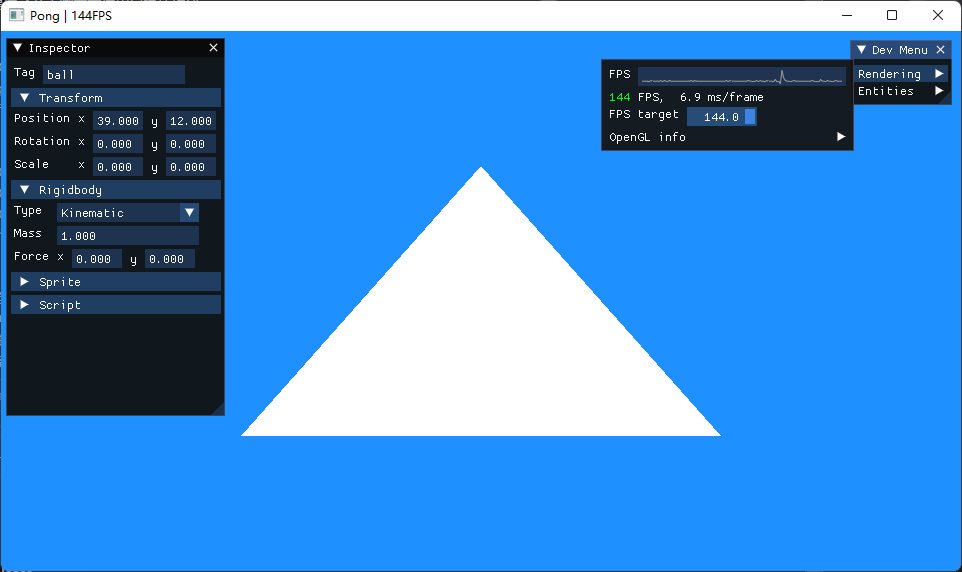 Pong | 144FPS
Inspector
Tag ball
Transform
Position x 39.000 y 12.000
Rotation x 0.000 y 0.000
Scale x 0.000 y 0.000
Rigidbody
Type Kinematic
Mass 1.000
Force x 0.000 y 0.000
Sprite
Script
FPS
144 FPS, 6.9 ms/frame
FPS target 144.0
OpenGL info
Dev Menu
Rendering
Entities